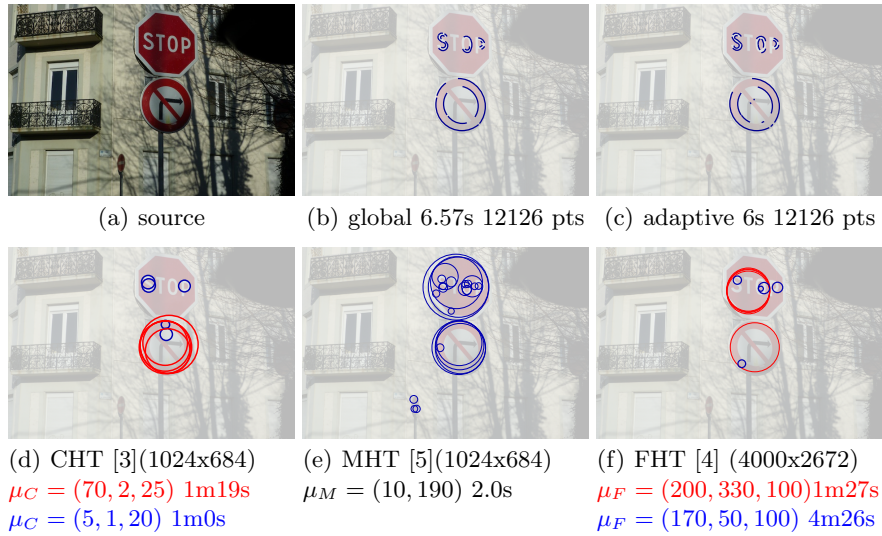 STOP
(a) source
(b) global 6.57s 12126 pts
(c) adaptive 6s 12126 pts
(d) CHT [3](1024x684)
μ_C = (70, 2, 25) 1m19s
μ_C = (5, 1, 20) 1m0s
(e) MHT [5](1024x684)
μ_M = (10, 190) 2.0s
(f) FHT [4] (4000x2672)
μ_F = (200, 330, 100)1m27s
μ_F = (170, 50, 100) 4m26s